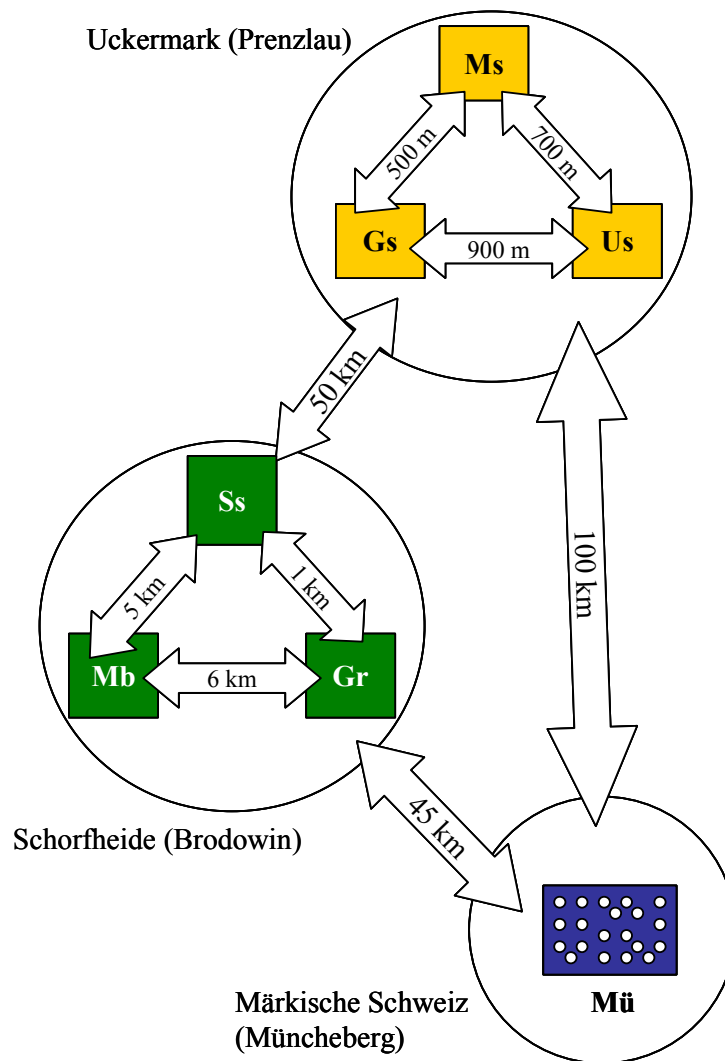 Uckermark (Prenzlau)
Ms
500 m
700 m
Gs
900 m
Us
50 km
Ss
5 km
1 km
Mb
6 km
Gr
100 km
Schorfheide (Brodowin)
45 km
Märkische Schweiz
(Müncheberg)
Mü